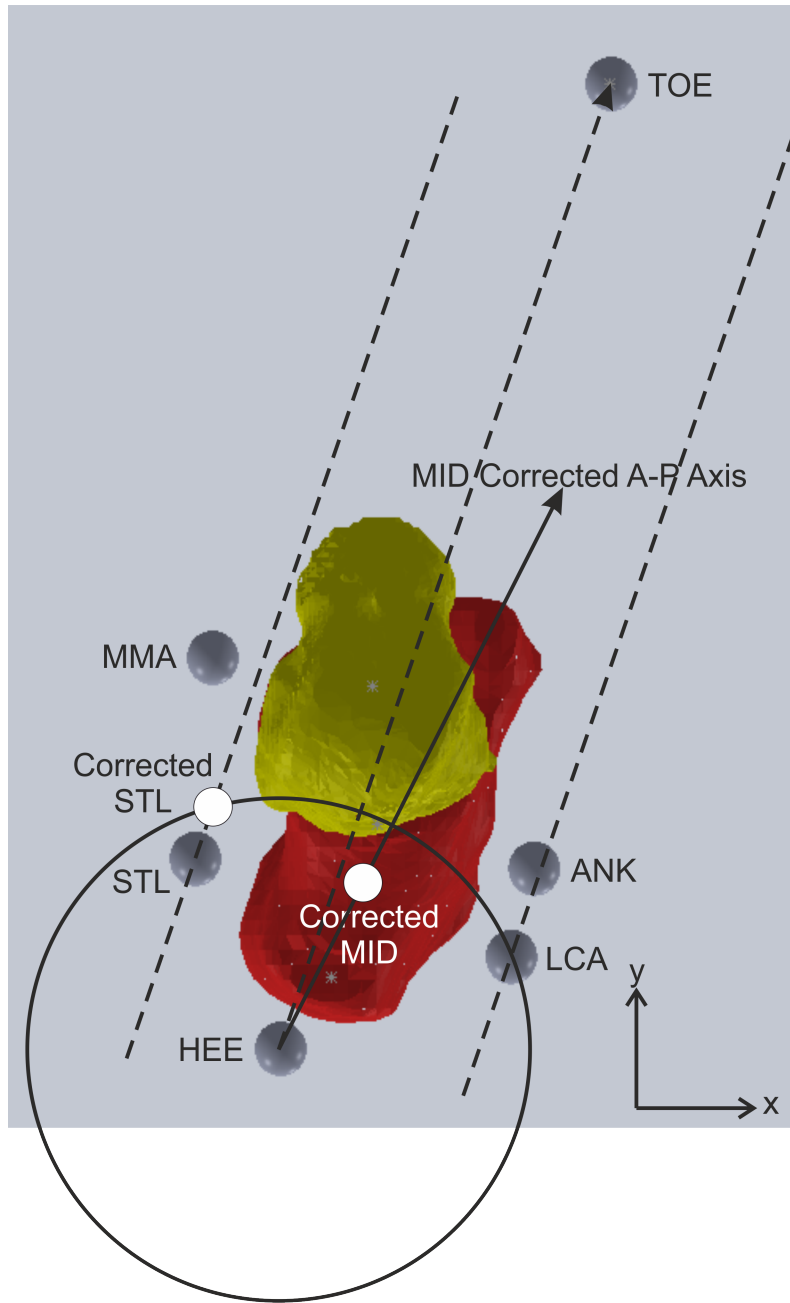 TOE
MID Corrected A-P Axis
MMA
Corrected
STL
STL
ANK
Corrected
MID
LCA
y
HEE
x